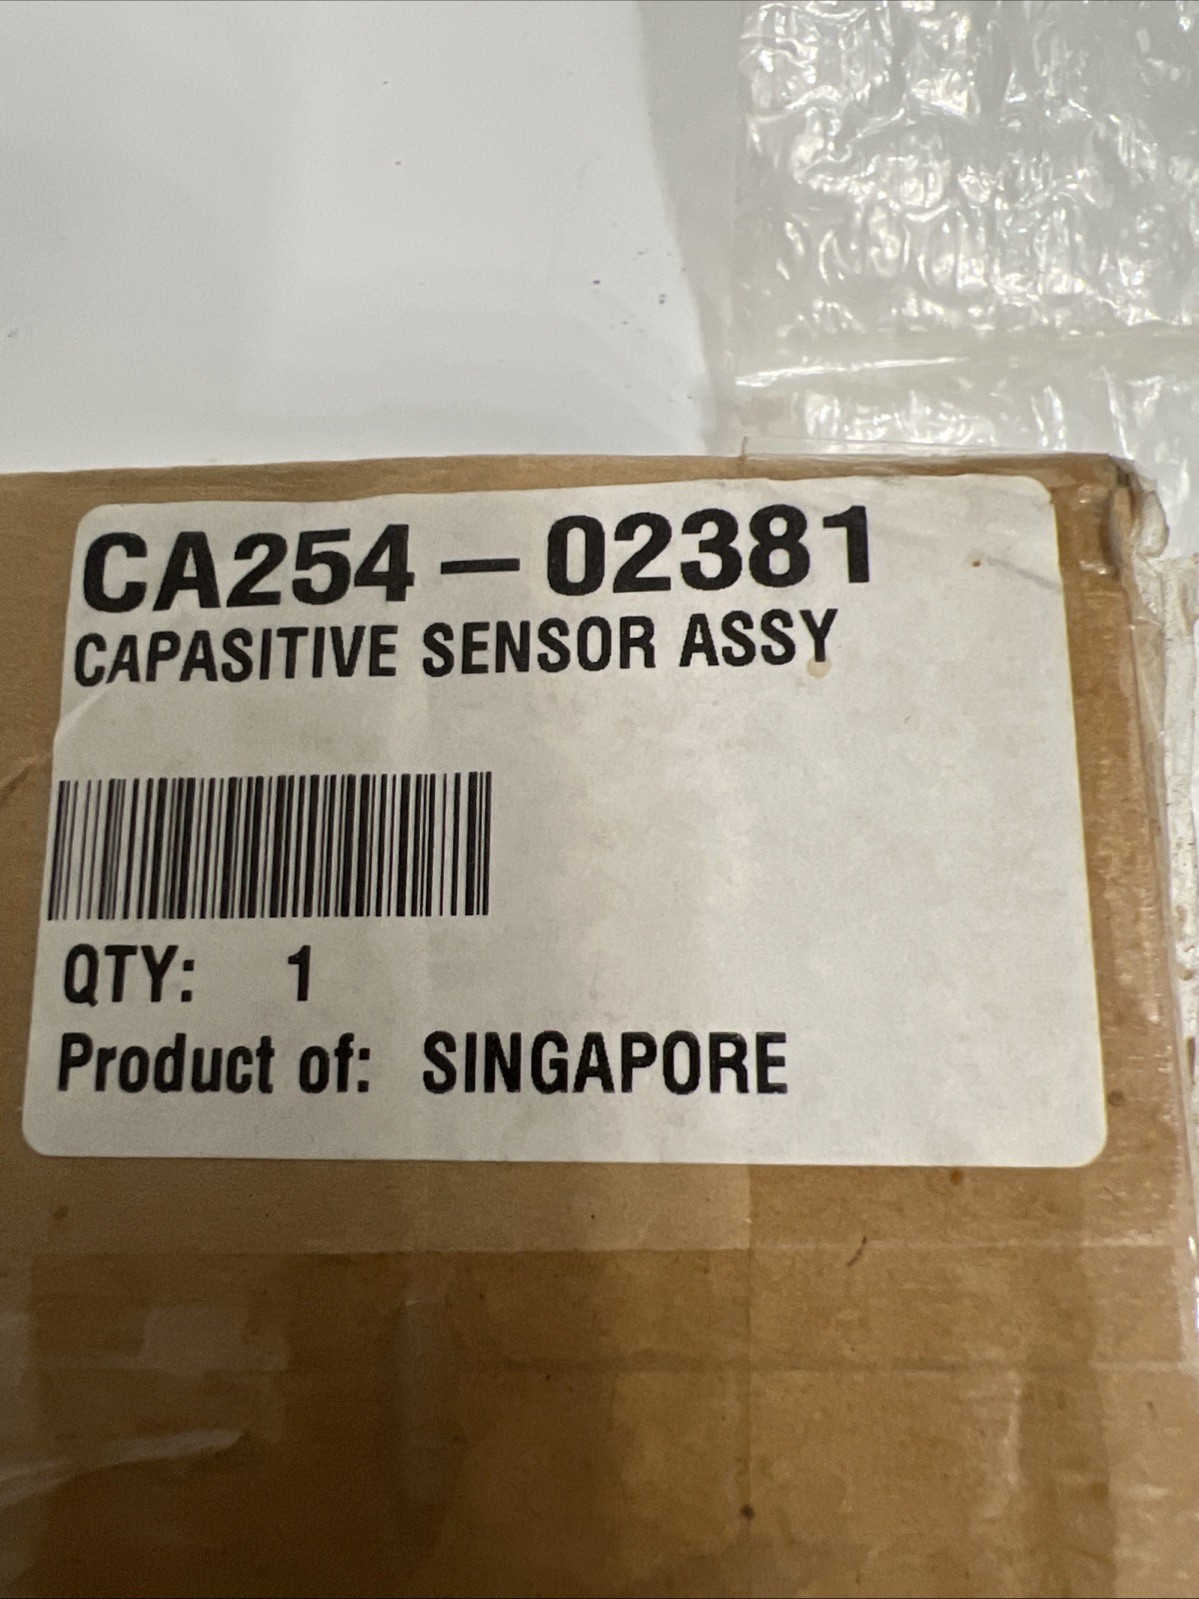 CA254-02381
CAPASITIVE SENSOR ASSY
QTY: 1
Product of: SINGAPORE